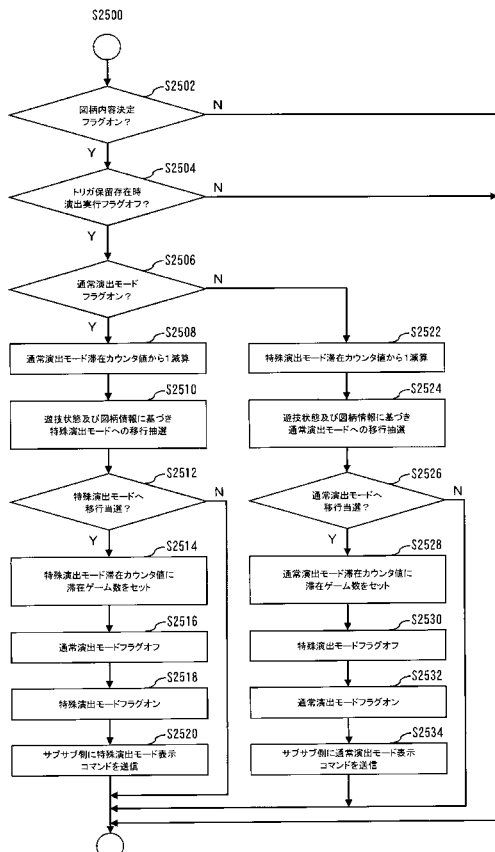 S2500
S2502
図柄内容決定
フラグオン？
N
Y
S2504
トリガ保留存在時
演出実行フラグオフ？
N
Y
S2506
通常演出モード
フラグオン？
N
Y
S2508
通常演出モード滞在カウンタ値から1減算
S2510
遊技状態及び図柄情報に基づき
特殊演出モードへの移行抽選
S2512
特殊演出モードへ
移行当選？
N
Y
S2514
特殊演出モード滞在カウンタ値に
滞在ゲーム数をセット
S2516
通常演出モードフラグオフ
S2518
特殊演出モードフラグオン
S2520
サブサブ側に特殊演出モード表示
コマンドを送信
S2522
特殊演出モード滞在カウンタ値から1減算
S2524
遊技状態及び図柄情報に基づき
通常演出モードへの移行抽選
S2526
通常演出モードへ
移行当選？
N
Y
S2528
通常演出モード滞在カウンタ値に
滞在ゲーム数をセット
S2530
特殊演出モードフラグオフ
S2532
通常演出モードフラグオン
S2534
サブサブ側に通常演出モード表示
コマンドを送信